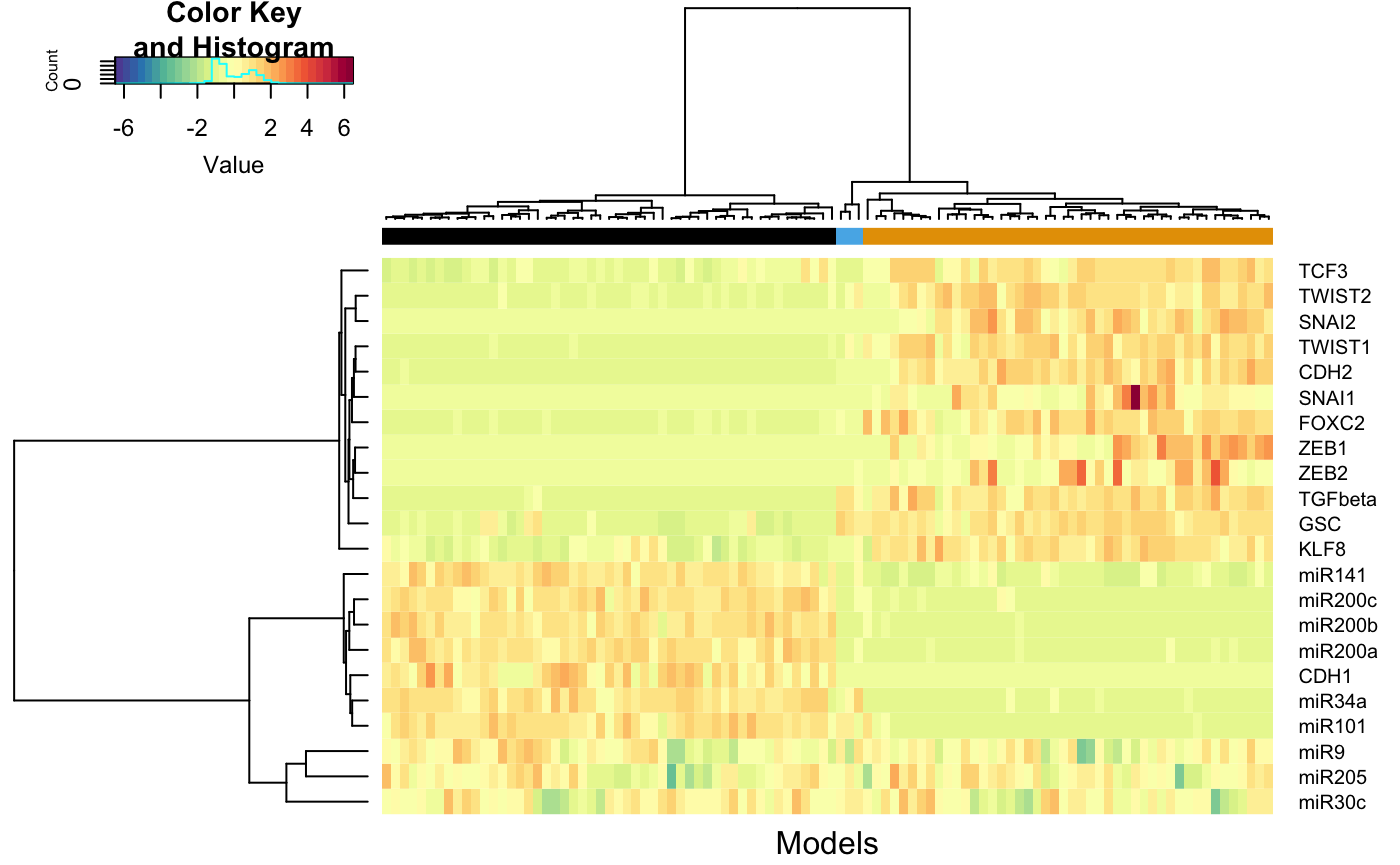 Color Key
and Histogram
Count
0
-6 -2 2 4 6
Value
TCF3
TWIST2
SNAI2
TWIST1
CDH2
SNAI1
FOXC2
ZEB1
ZEB2
TGFbeta
GSC
KLF8
miR141
miR200c
miR200b
miR200a
CDH1
miR34a
miR101
miR9
miR205
miR30c
Models